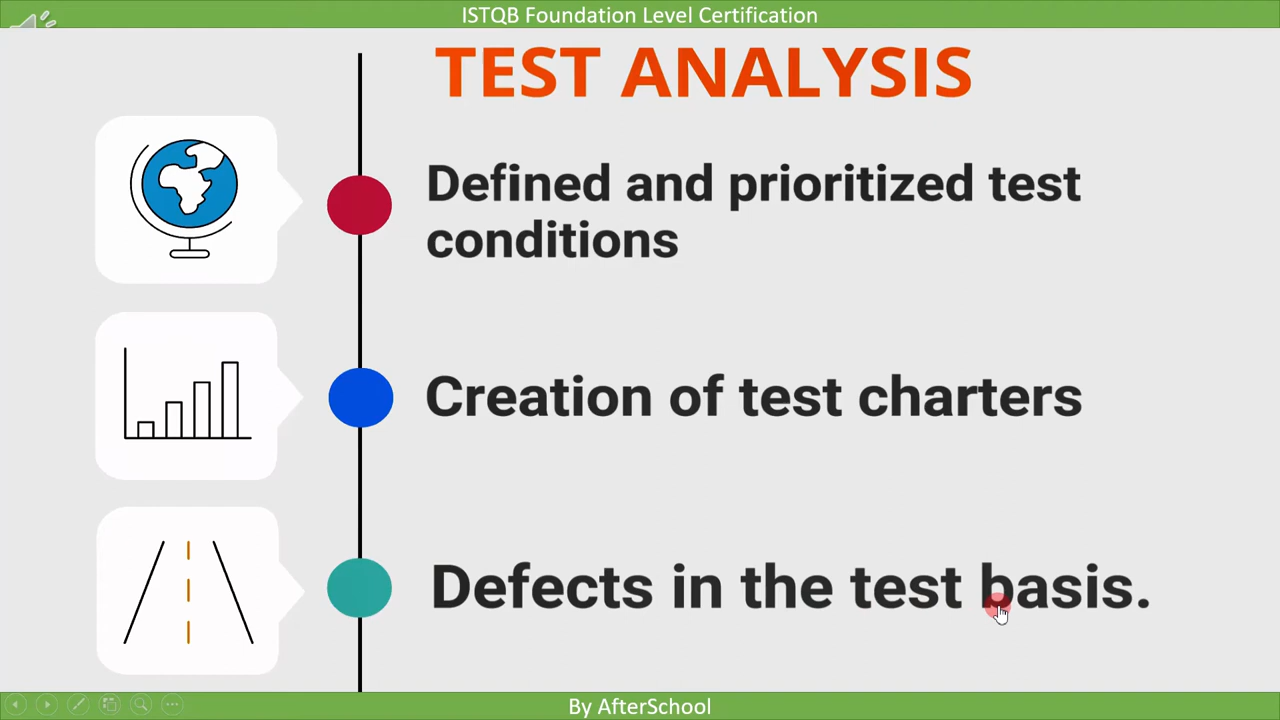 ISTQB Foundation Level Certification
TEST ANALYSIS
Defined and prioritized test
conditions
Creation of test charters
Defects in the test basis.
By AfterSchool